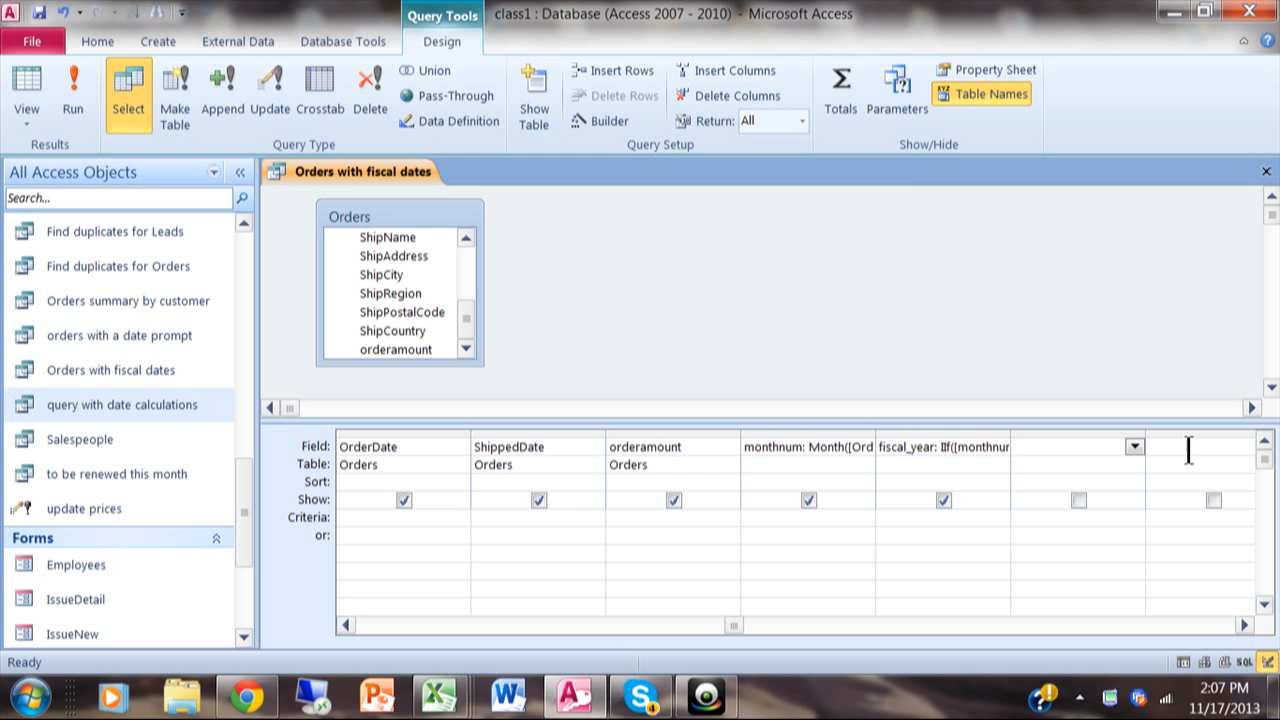 Query Tools
class1 : Database (Access 2007 - 2010) - Microsoft Access
File
Home
Create
External Data
Database Tools
Design
View
Run
Select
Make Table
Append
Update
Crosstab
Delete
Union
Pass-Through
Data Definition
Show Table
Insert Rows
Delete Rows
Builder
Insert Columns
Delete Columns
Return: All
Totals
Parameters
Property Sheet
Table Names
Results
Query Type
Query Setup
Show/Hide
All Access Objects
Search...
Find duplicates for Leads
Find duplicates for Orders
Orders summary by customer
orders with a date prompt
Orders with fiscal dates
query with date calculations
Salespeople
to be renewed this month
update prices
Forms
Employees
IssueDetail
IssueNew
Orders with fiscal dates
Orders
ShipName
ShipAddress
ShipCity
ShipRegion
ShipPostalCode
ShipCountry
orderamount
Field: OrderDate ShippedDate orderamount monthnum: Month([Ord fiscal_year: IIf([monthnur
Table: Orders Orders Orders
Sort:
Show:
Criteria:
or:
Ready
SQL
2:07 PM
11/17/2013